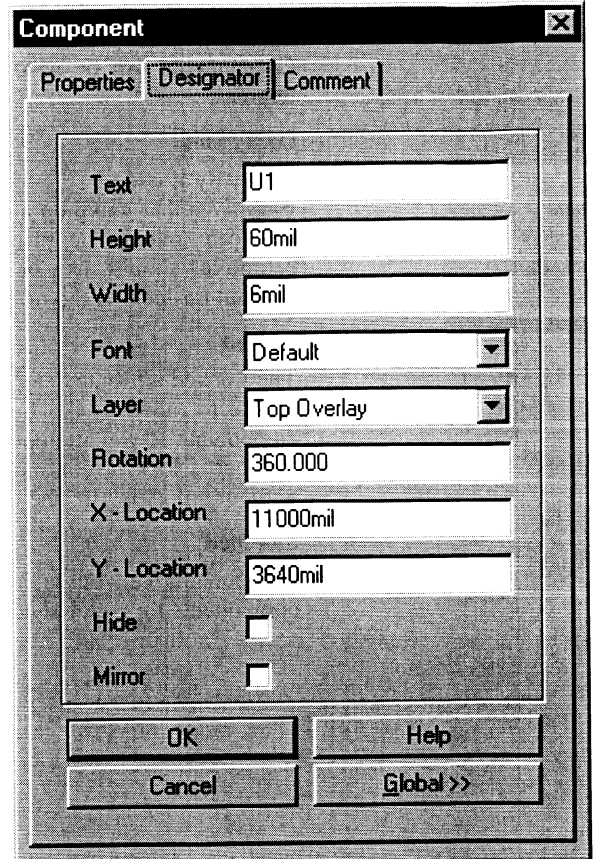 Component
Properties Designator Comment
Text U1
Height 60mil
Width 6mil
Font Default
Layer Top Overlay
Rotation 360.000
X - Location 11000mil
Y - Location 3640mil
Hide
Mirror
OK Help
Cancel Global >>